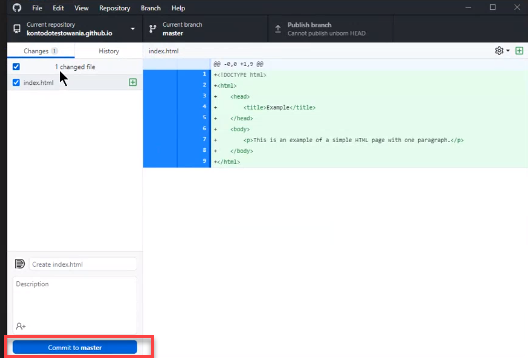 File Edit View Repository Branch Help
Current repository
kontodotestowania.github.io
Current branch
master
Publish branch
Cannot publish unborn HEAD
Changes 1
History
index.html
1 changed file
index.html
@@ -0,0 +1,9 @@
1 +<!DOCTYPE html>
2 +<html>
3 + <head>
4 + <title>Example</title>
5 + </head>
6 + <body>
7 + <p>This is an example of a simple HTML page with one paragraph.</p>
8 + </body>
9 +</html>
Create index.html
Description
Commit to master